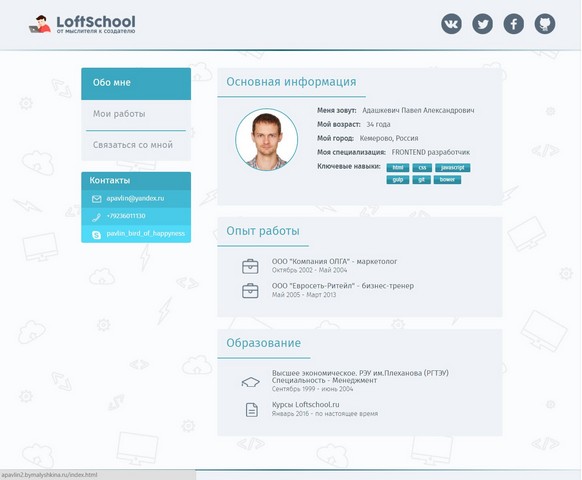 LoftSchool
от мыслителя к создателю
Обо мне
Мои работы
Связаться со мной
Контакты
apavlin@yandex.ru
+79236011130
pavlin_bird_of_happyness
Основная информация
Меня зовут: Адашкевич Павел Александрович
Мой возраст: 34 года
Мой город: Кемерово, Россия
Моя специализация: FRONTEND разработчик
Ключевые навыки: html css javascript
gulp git bower
Опыт работы
ООО "Компания ОЛГА" - маркетолог
Октябрь 2002 - Май 2004
ООО "Евросеть-Ритейл" - бизнес-тренер
Май 2005 - Март 2013
Образование
Высшее экономическое. РЭУ им.Плеханова (РГТЭУ)
Специальность - Менеджмент
Сентябрь 1999 - июнь 2004
Курсы Loftschool.ru
Январь 2016 - по настоящее время
apavlin2.bymalyshkina.ru/index.html